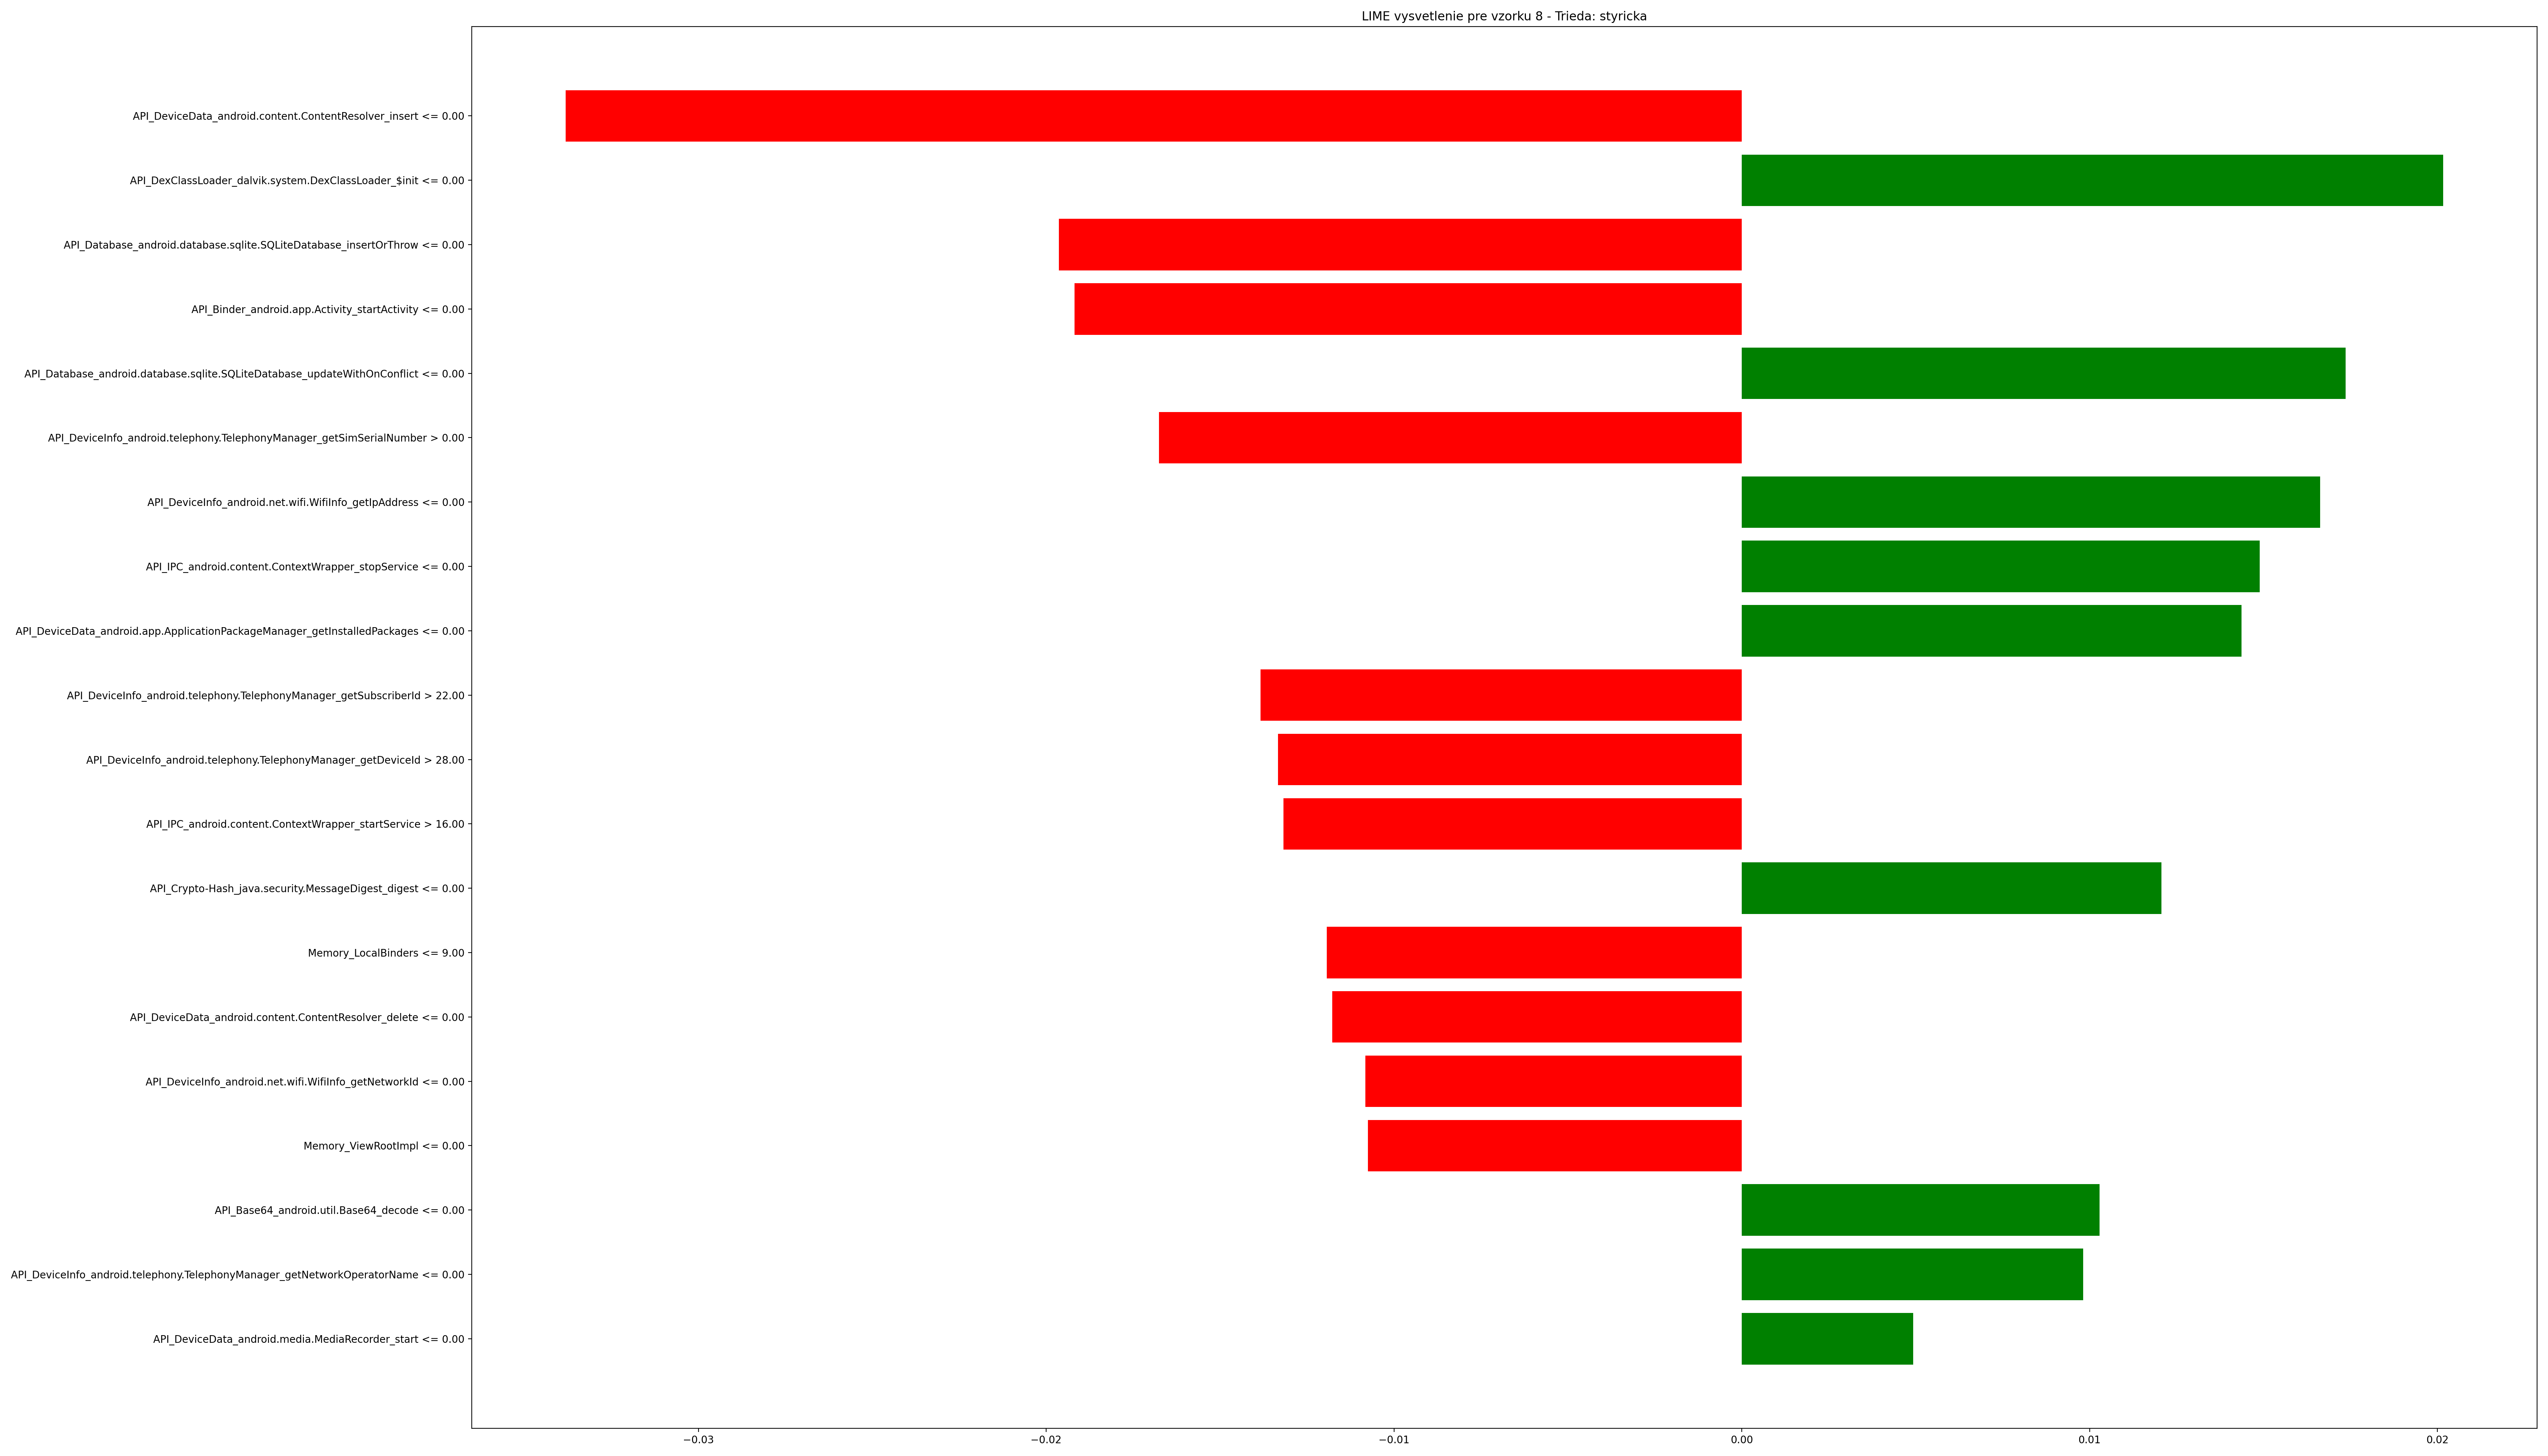 LIME vysvetlenie pre vzorku 8 - Trieda: styricka
API_DeviceData_android.content.ContentResolver_insert <= 0.00
API_DexClassLoader_dalvik.system.DexClassLoader_$init <= 0.00
API_Database_android.database.sqlite.SQLiteDatabase_insertOrThrow <= 0.00
API_Binder_android.app.Activity_startActivity <= 0.00
API_Database_android.database.sqlite.SQLiteDatabase_updateWithOnConflict <= 0.00
API_DeviceInfo_android.telephony.TelephonyManager_getSimSerialNumber > 0.00
API_DeviceInfo_android.net.wifi.WifiInfo_getIpAddress <= 0.00
API_IPC_android.content.ContextWrapper_stopService <= 0.00
API_DeviceData_android.app.ApplicationPackageManager_getInstalledPackages <= 0.00
API_DeviceInfo_android.telephony.TelephonyManager_getSubscriberId > 22.00
API_DeviceInfo_android.telephony.TelephonyManager_getDeviceId > 28.00
API_IPC_android.content.ContextWrapper_startService > 16.00
API_Crypto-Hash_java.security.MessageDigest_digest <= 0.00
Memory_LocalBinders <= 9.00
API_DeviceData_android.content.ContentResolver_delete <= 0.00
API_DeviceInfo_android.net.wifi.WifiInfo_getNetworkId <= 0.00
Memory_ViewRootImpl <= 0.00
API_Base64_android.util.Base64_decode <= 0.00
API_DeviceInfo_android.telephony.TelephonyManager_getNetworkOperatorName <= 0.00
API_DeviceData_android.media.MediaRecorder_start <= 0.00
−0.03 −0.02 −0.01 0.00 0.01 0.02